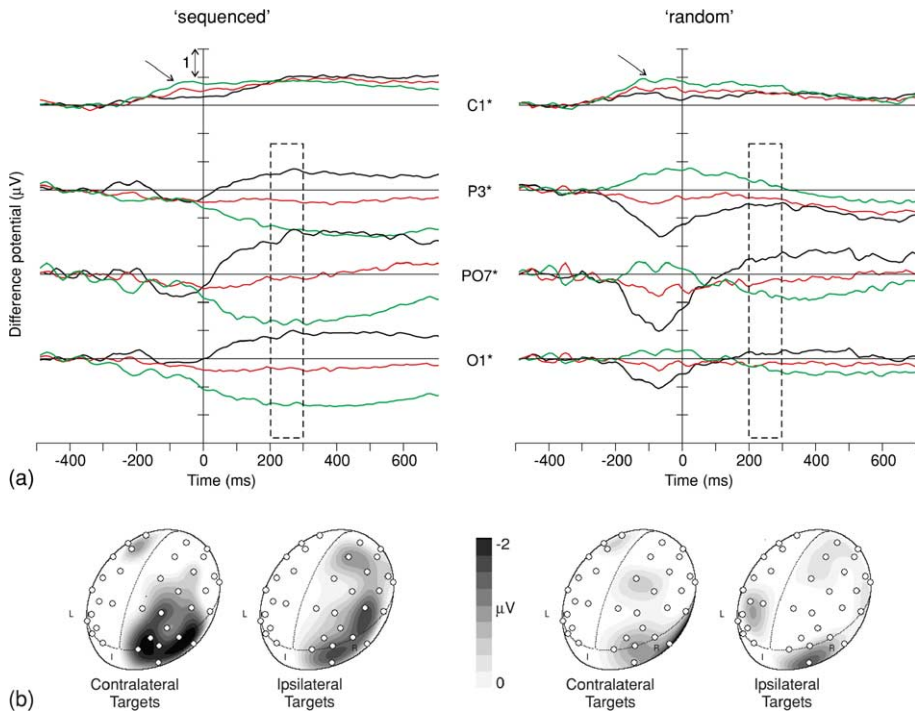 'sequenced'
'random'
1
C1*
P3*
PO7*
O1*
Difference potential (µV)
-400 -200 0 200 400 600
Time (ms)
-400 -200 0 200 400 600
Time (ms)
(a)
-2
µV
0
L
I
R
L
I
R
Contralateral
Targets
Ipsilateral
Targets
Contralateral
Targets
Ipsilateral
Targets
(b)